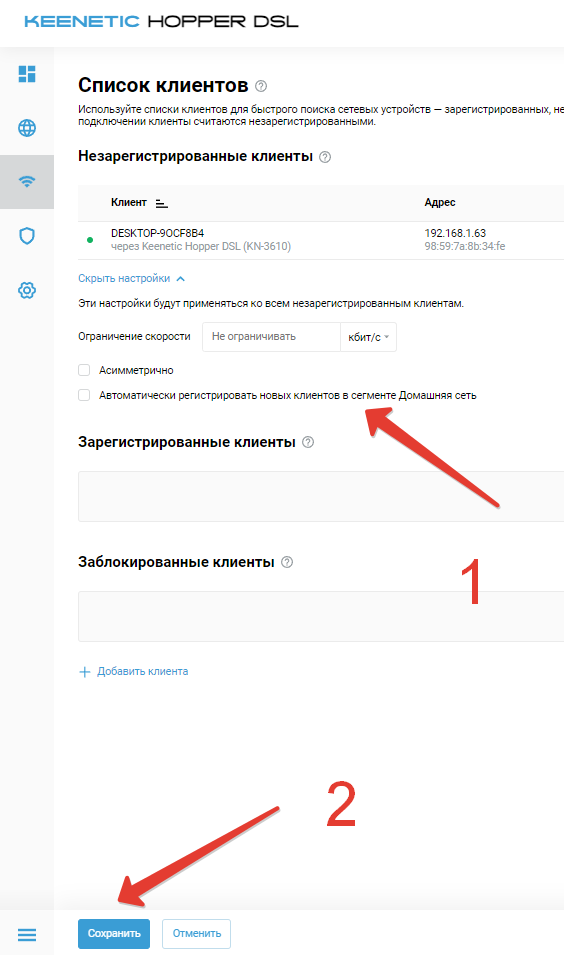 KEENETIC HOPPER DSL
Список клиентов
Используйте списки клиентов для быстрого поиска сетевых устройств — зарегистрированных, не
подключении клиенты считаются незарегистрированными.
Незарегистрированные клиенты
Клиент Адрес
DESKTOP-9OCF8B4 192.168.1.63
через Keenetic Hopper DSL (KN-3610) 98:59:7a:8b:34:fe
Скрыть настройки
Эти настройки будут применяться ко всем незарегистрированным клиентам.
Ограничение скорости Не ограничивать кбит/с
Асимметрично
Автоматически регистрировать новых клиентов в сегменте Домашняя сеть
Зарегистрированные клиенты
Заблокированные клиенты
1
+ Добавить клиента
2
Сохранить Отменить